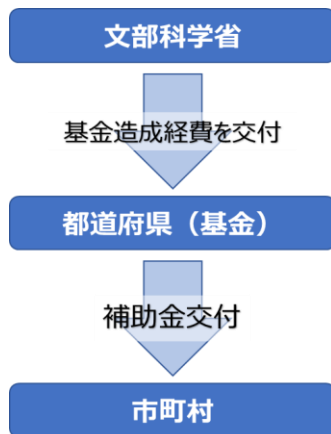 文部科学省
基金造成経費を交付
都道府県（基金）
補助金交付
市町村